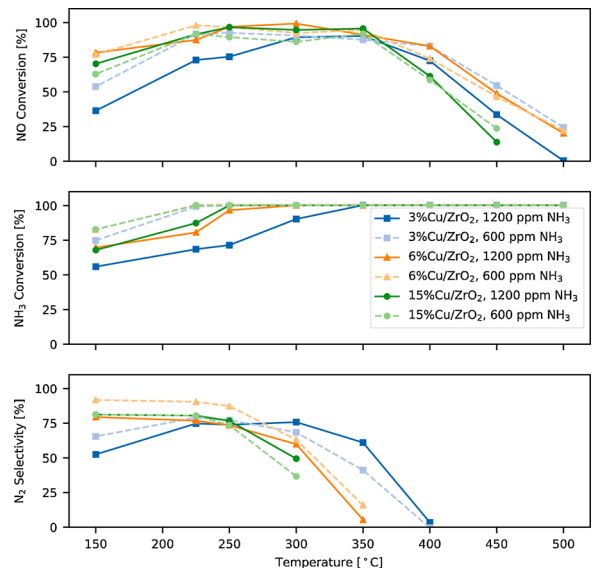 100
75
50
25
0
NO Conversion [%]
100
75
50
25
0
NH₃ Conversion [%]
3%Cu/ZrO₂, 1200 ppm NH₃
3%Cu/ZrO₂, 600 ppm NH₃
6%Cu/ZrO₂, 1200 ppm NH₃
6%Cu/ZrO₂, 600 ppm NH₃
15%Cu/ZrO₂, 1200 ppm NH₃
15%Cu/ZrO₂, 600 ppm NH₃
100
75
50
25
0
N₂ Selectivity [%]
150 200 250 300 350 400 450 500
Temperature [°C]